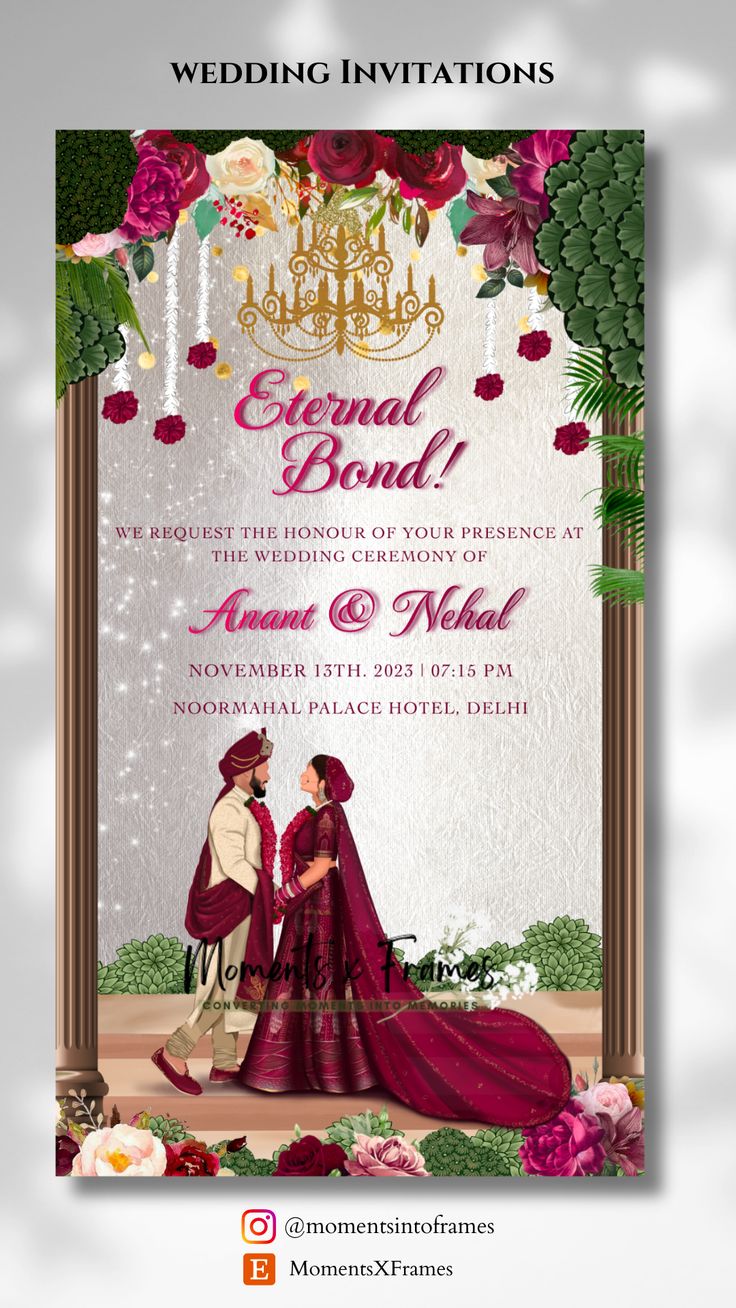 WEDDING INVITATIONS
Eternal
Bond!
WE REQUEST THE HONOUR OF YOUR PRESENCE AT
THE WEDDING CEREMONY OF
Anant & Nehal
NOVEMBER 13TH. 2023 | 07:15 PM
NOORMAHAL PALACE HOTEL, DELHI
Moments x Frames
CONVERTING MOMENTS INTO MEMORIES
@momentsintoframes
E MomentsXFrames